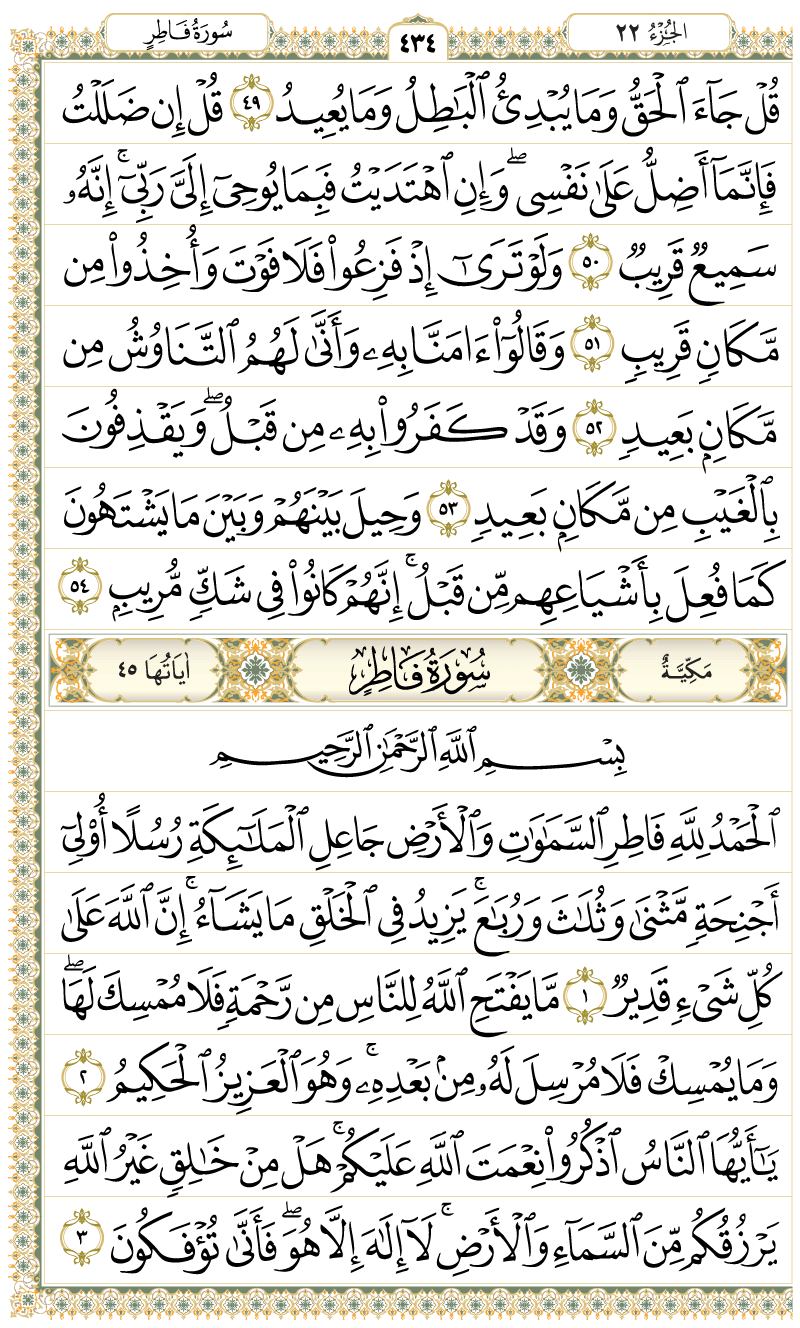 الجُزْءُ ٢٢
٤٣٤
سُورَةُ فَاطِرٍ
قُلۡ جَآءَ ٱلۡحَقُّ وَمَا يُبۡدِئُ ٱلۡبَٰطِلُ وَمَا يُعِيدُ ٤٩ قُلۡ إِن ضَلَلۡتُ
فَإِنَّمَآ أَضِلُّ عَلَىٰ نَفۡسِيۖ وَإِنِ ٱهۡتَدَيۡتُ فَبِمَا يُوحِيٓ إِلَيَّ رَبِّيٓۚ إِنَّهُۥ
سَمِيعٞ قَرِيبٞ ٥٠ وَلَوۡ تَرَىٰٓ إِذۡ فَزِعُواْ فَلَا فَوۡتَ وَأُخِذُواْ مِن
مَّكَانٖ قَرِيبٖ ٥١ وَقَالُوٓاْ ءَامَنَّا بِهِۦ وَأَنَّىٰ لَهُمُ ٱلتَّنَاوُشُ مِن
مَّكَانِۭ بَعِيدٖ ٥٢ وَقَدۡ كَفَرُواْ بِهِۦ مِن قَبۡلُۖ وَيَقۡذِفُونَ
بِٱلۡغَيۡبِ مِن مَّكَانِۭ بَعِيدٖ ٥٣ وَحِيلَ بَيۡنَهُمۡ وَبَيۡنَ مَا يَشۡتَهُونَ
كَمَا فُعِلَ بِأَشۡيَاعِهِم مِّن قَبۡلُۚ إِنَّهُمۡ كَانُواْ فِي شَكّٖ مُّرِيبِۭ ٥٤
مَكِّيَّةٌ سُورَةُ فَاطِرٍ اٰيَاتُهَا ٤٥
بِسۡمِ ٱللَّهِ ٱلرَّحۡمَٰنِ ٱلرَّحِيمِ
ٱلۡحَمۡدُ لِلَّهِ فَاطِرِ ٱلسَّمَٰوَٰتِ وَٱلۡأَرۡضِ جَاعِلِ ٱلۡمَلَٰٓئِكَةِ رُسُلًا أُوْلِيٓ
أَجۡنِحَةٖ مَّثۡنَىٰ وَثُلَٰثَ وَرُبَٰعَۚ يَزِيدُ فِي ٱلۡخَلۡقِ مَا يَشَآءُۚ إِنَّ ٱللَّهَ عَلَىٰ
كُلِّ شَيۡءٖ قَدِيرٞ ١ مَّا يَفۡتَحِ ٱللَّهُ لِلنَّاسِ مِن رَّحۡمَةٖ فَلَا مُمۡسِكَ لَهَاۖ
وَمَا يُمۡسِكۡ فَلَا مُرۡسِلَ لَهُۥ مِنۢ بَعۡدِهِۦۚ وَهُوَ ٱلۡعَزِيزُ ٱلۡحَكِيمُ ٢
يَٰٓأَيُّهَا ٱلنَّاسُ ٱذۡكُرُواْ نِعۡمَتَ ٱللَّهِ عَلَيۡكُمۡۚ هَلۡ مِنۡ خَٰلِقٍ غَيۡرُ ٱللَّهِ
يَرۡزُقُكُم مِّنَ ٱلسَّمَآءِ وَٱلۡأَرۡضِۚ لَآ إِلَٰهَ إِلَّا هُوَۖ فَأَنَّىٰ تُؤۡفَكُونَ ٣